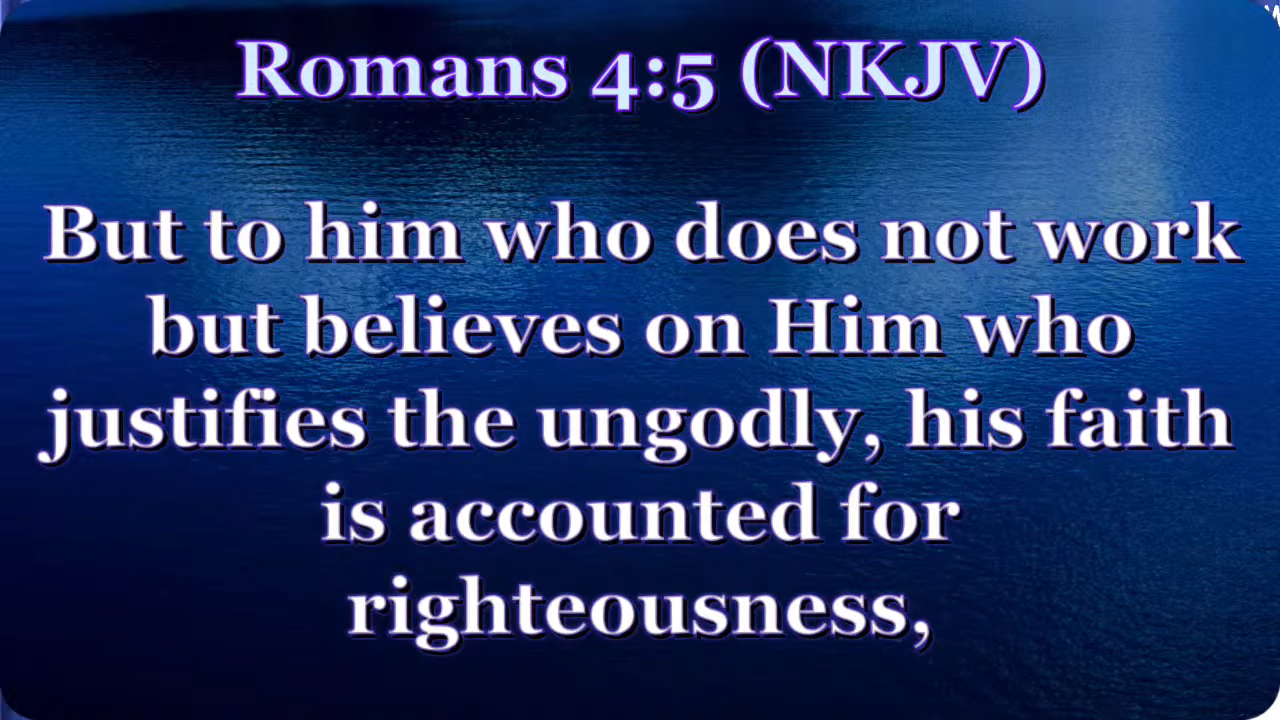 Romans 4:5 (NKJV)
But to him who does not work
but believes on Him who
justifies the ungodly, his faith
is accounted for
righteousness,